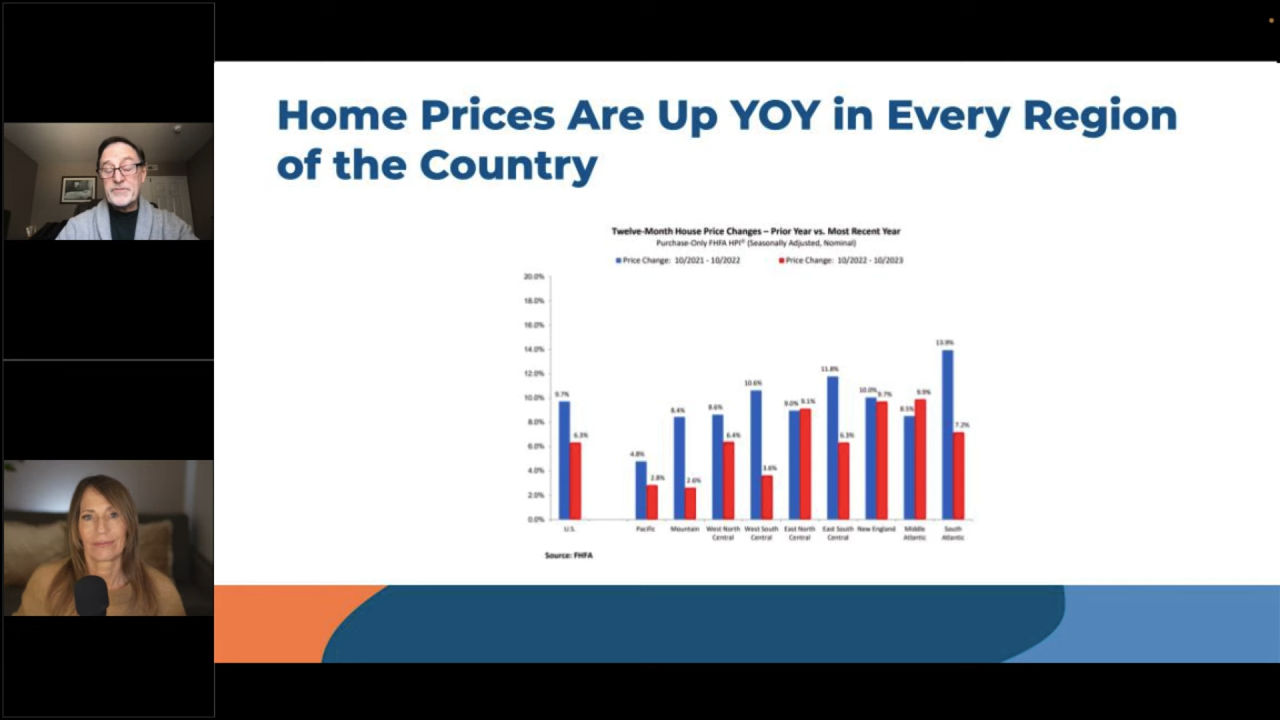 Home Prices Are Up YOY in Every Region
of the Country
Twelve-Month House Price Changes – Prior Year vs. Most Recent Year
Purchase-Only FHFA HPI® (Seasonally Adjusted, Nominal)
Price Change: 10/2021 - 10/2022 Price Change: 10/2022 - 10/2023
20.0%
18.0%
16.0%
14.0%
12.0%
10.0%
8.0%
6.0%
4.0%
2.0%
0.0%
9.7% 6.3%
4.8% 2.8%
8.4% 2.6%
8.6% 6.4%
10.6% 3.6%
9.0% 9.1%
11.8% 6.3%
10.0% 9.7%
8.5% 9.9%
13.9% 7.2%
U.S.
Pacific
Mountain
West North
Central
West South
Central
East North
Central
East South
Central
New England
Middle
Atlantic
South
Atlantic
Source: FHFA